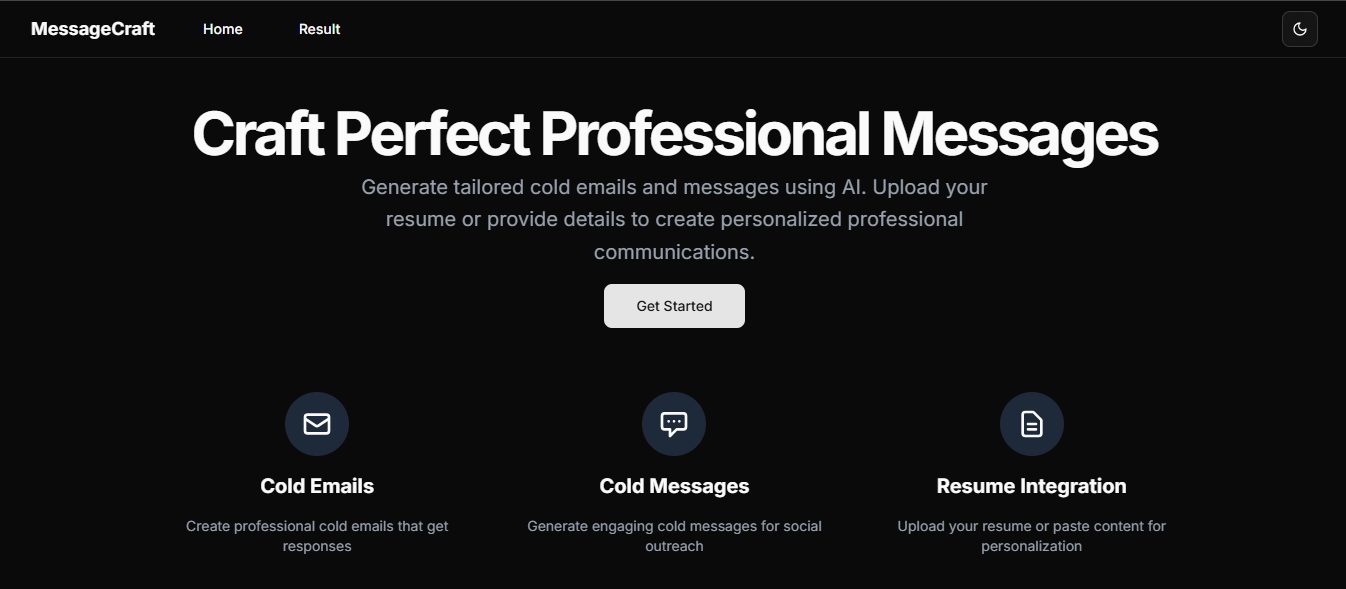 MessageCraft Home Result
Craft Perfect Professional Messages
Generate tailored cold emails and messages using AI. Upload your
resume or provide details to create personalized professional
communications.
Get Started
Cold Emails
Create professional cold emails that get
responses
Cold Messages
Generate engaging cold messages for social
outreach
Resume Integration
Upload your resume or paste content for
personalization